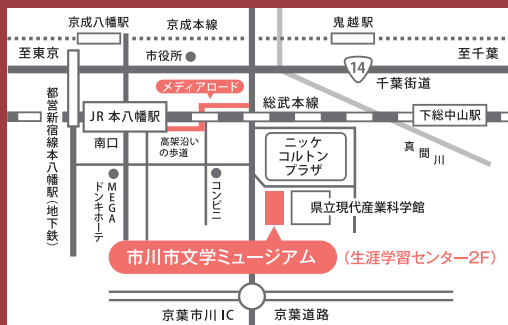 京成八幡駅
京成本線
鬼越駅
至東京
市役所
至千葉
14
千葉街道
メディアロード
都営新宿線本八幡駅(地下鉄)
JR 本八幡駅
総武本線
下総中山駅
南口
高架沿い
の歩道
ニッケ
コルトン
プラザ
真間川
MEGA
ドンキホーテ
コンビニ
県立現代産業科学館
市川市文学ミュージアム
(生涯学習センター2F)
京葉市川 IC
京葉道路